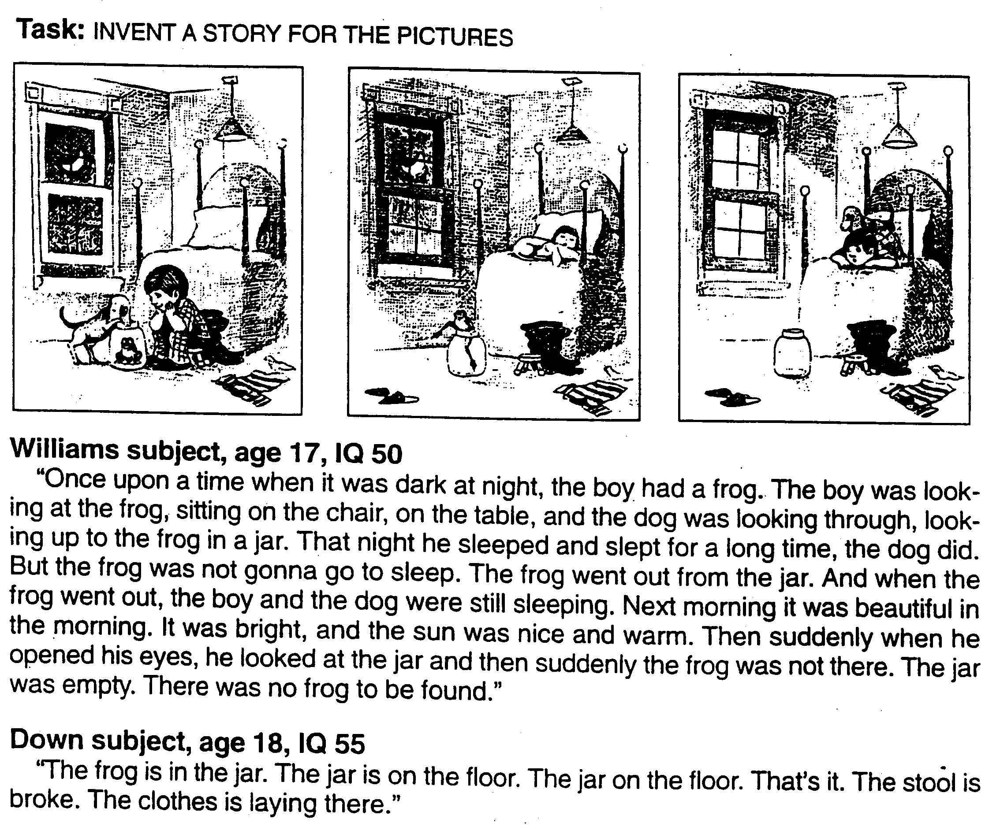 Task: INVENT A STORY FOR THE PICTURES
Williams subject, age 17, IQ 50
“Once upon a time when it was dark at night, the boy had a frog. The boy was look-
ing at the frog, sitting on the chair, on the table, and the dog was looking through, look-
ing up to the frog in a jar. That night he sleeped and slept for a long time, the dog did.
But the frog was not gonna go to sleep. The frog went out from the jar. And when the
frog went out, the boy and the dog were still sleeping. Next morning it was beautiful in
the morning. It was bright, and the sun was nice and warm. Then suddenly when he
opened his eyes, he looked at the jar and then suddenly the frog was not there. The jar
was empty. There was no frog to be found.”
Down subject, age 18, IQ 55
“The frog is in the jar. The jar is on the floor. The jar on the floor. That’s it. The stool is
broke. The clothes is laying there.”